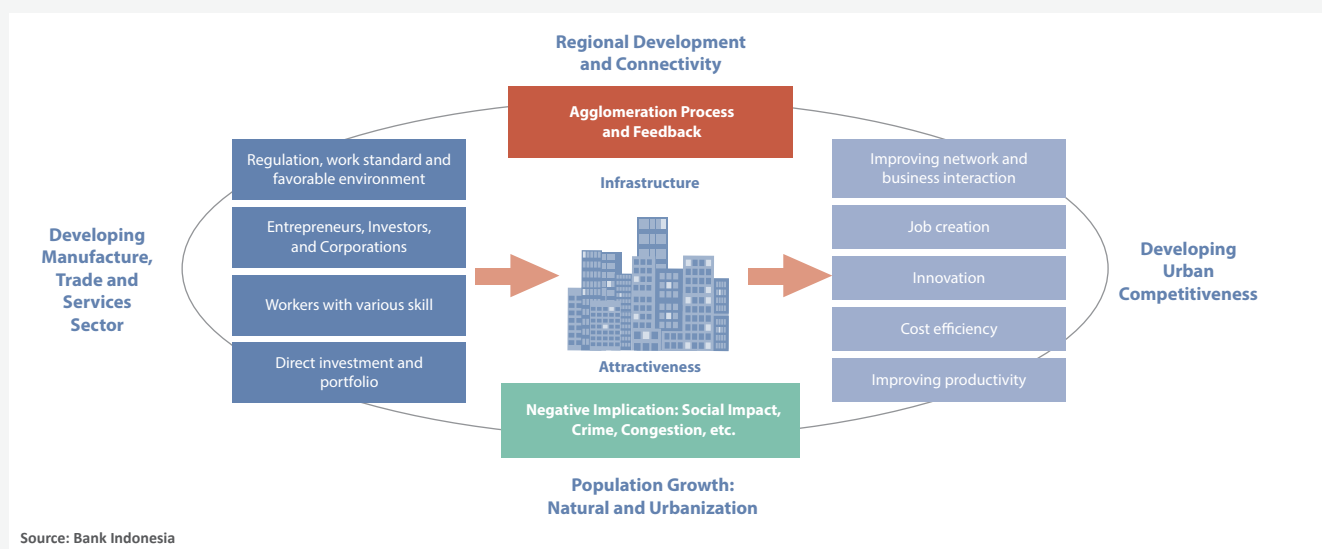 Regional Development
and Connectivity
Agglomeration Process
and Feedback
Regulation, work standard and
favorable environment
Entrepreneurs, Investors,
and Corporations
Workers with various skill
Direct investment and
portfolio
Developing
Manufacture,
Trade and
Services
Sector
Infrastructure
Attractiveness
Improving network and
business interaction
Job creation
Innovation
Cost efficiency
Improving productivity
Developing
Urban
Competitiveness
Negative Implication: Social Impact,
Crime, Congestion, etc.
Population Growth:
Natural and Urbanization
Source: Bank Indonesia